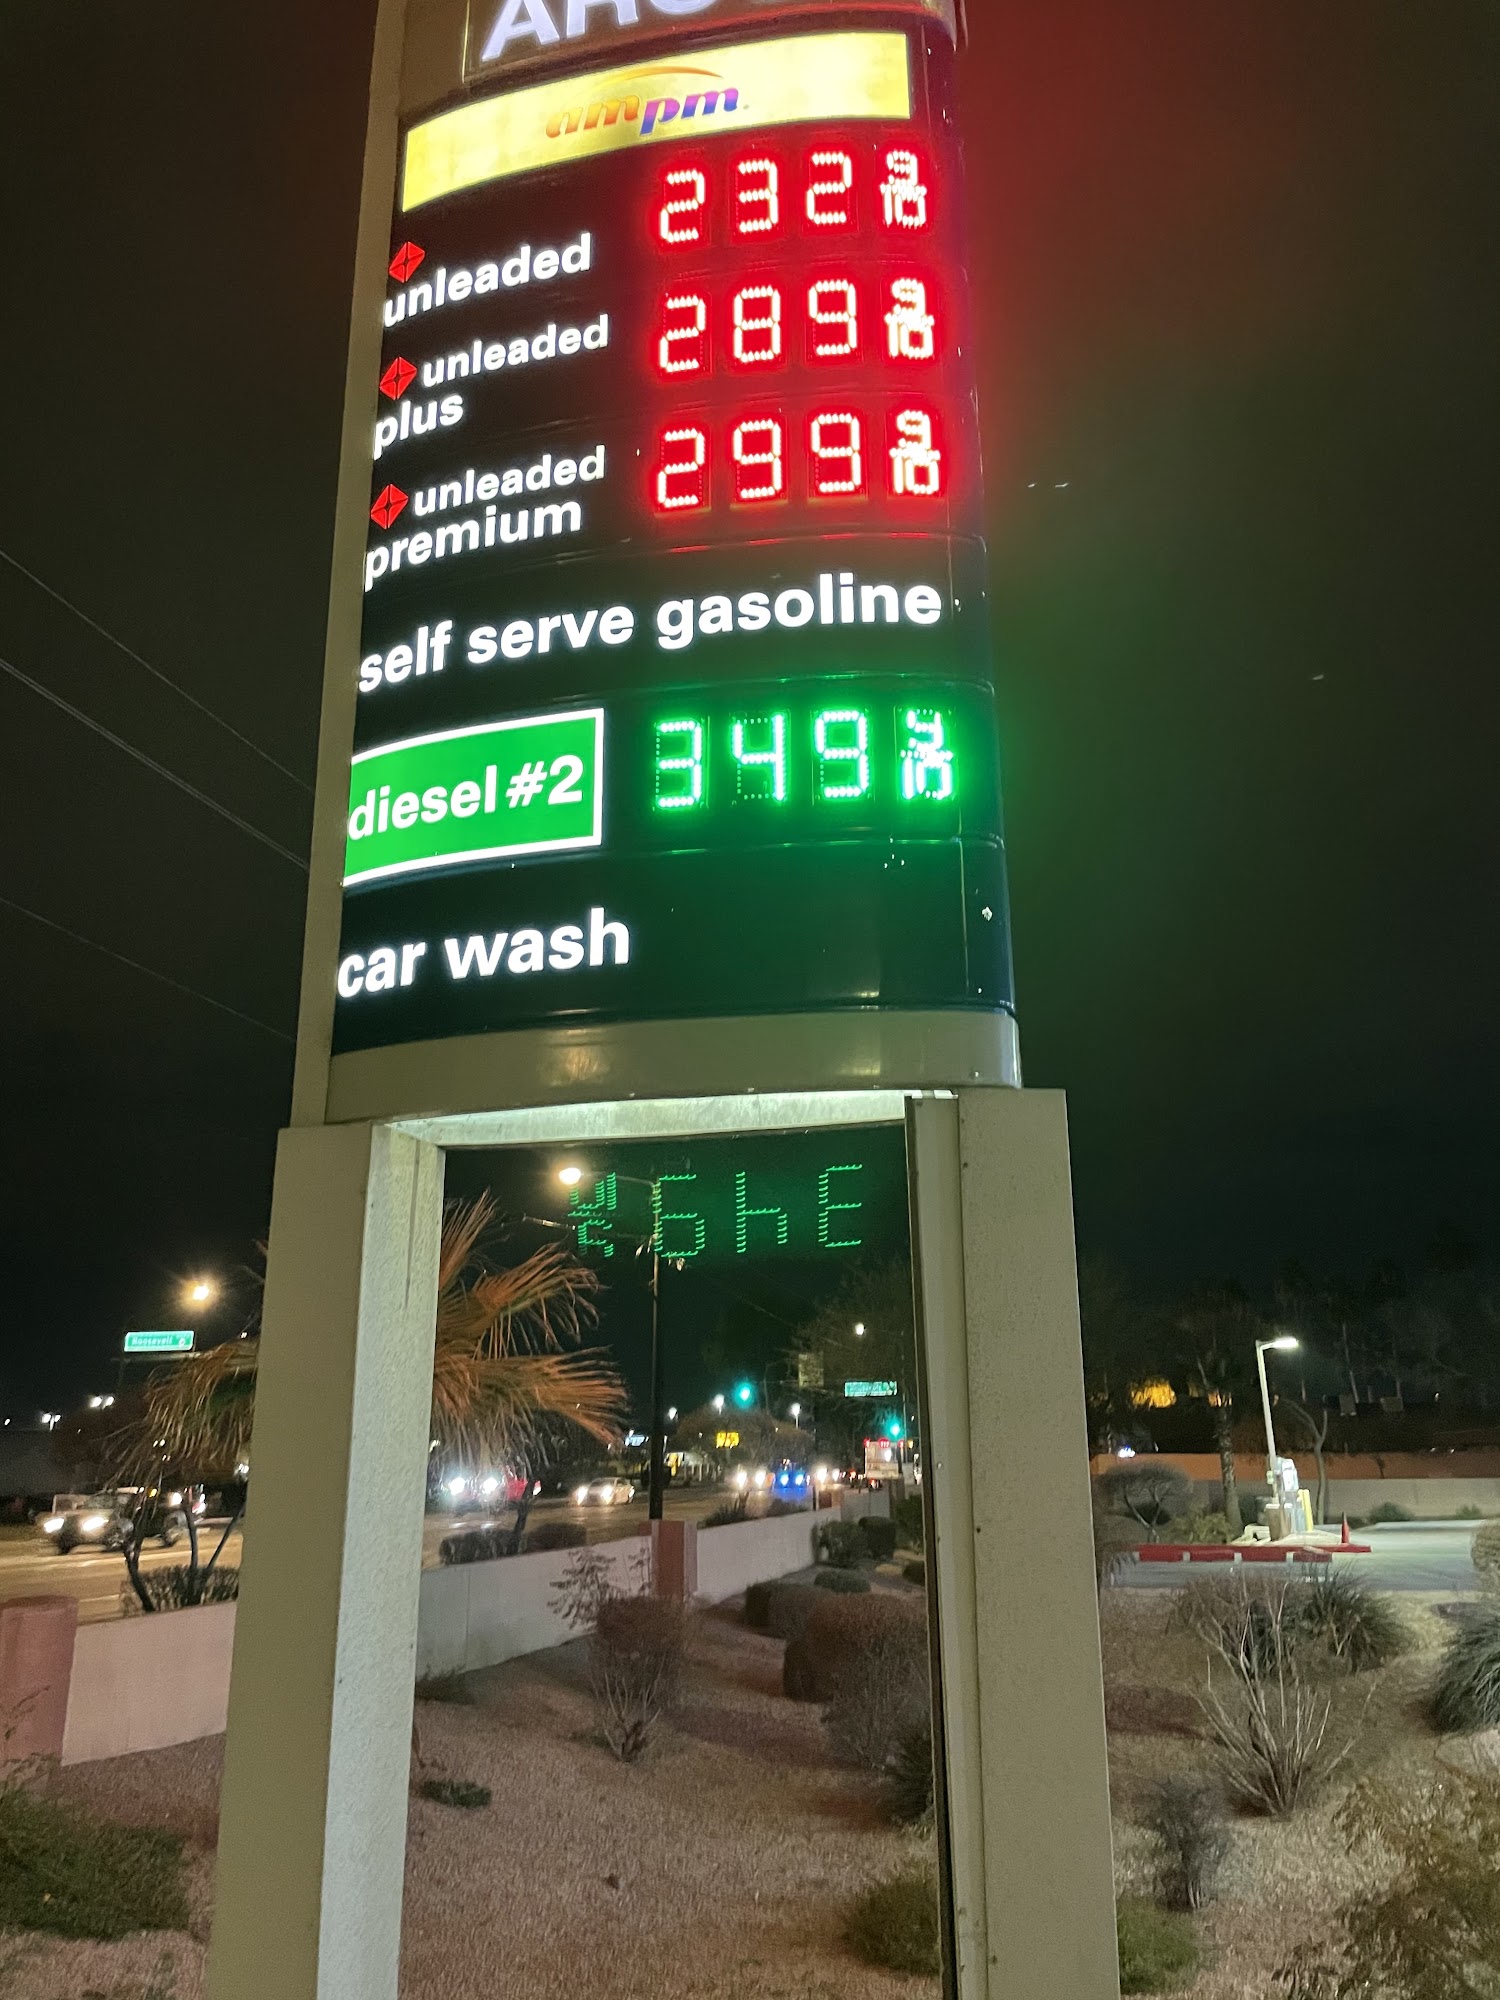 ampm
unleaded 232 9/10
unleaded
plus 289 9/10
unleaded
premium 299 9/10
self serve gasoline
diesel #2 349 9/10
car wash
Roosevelt